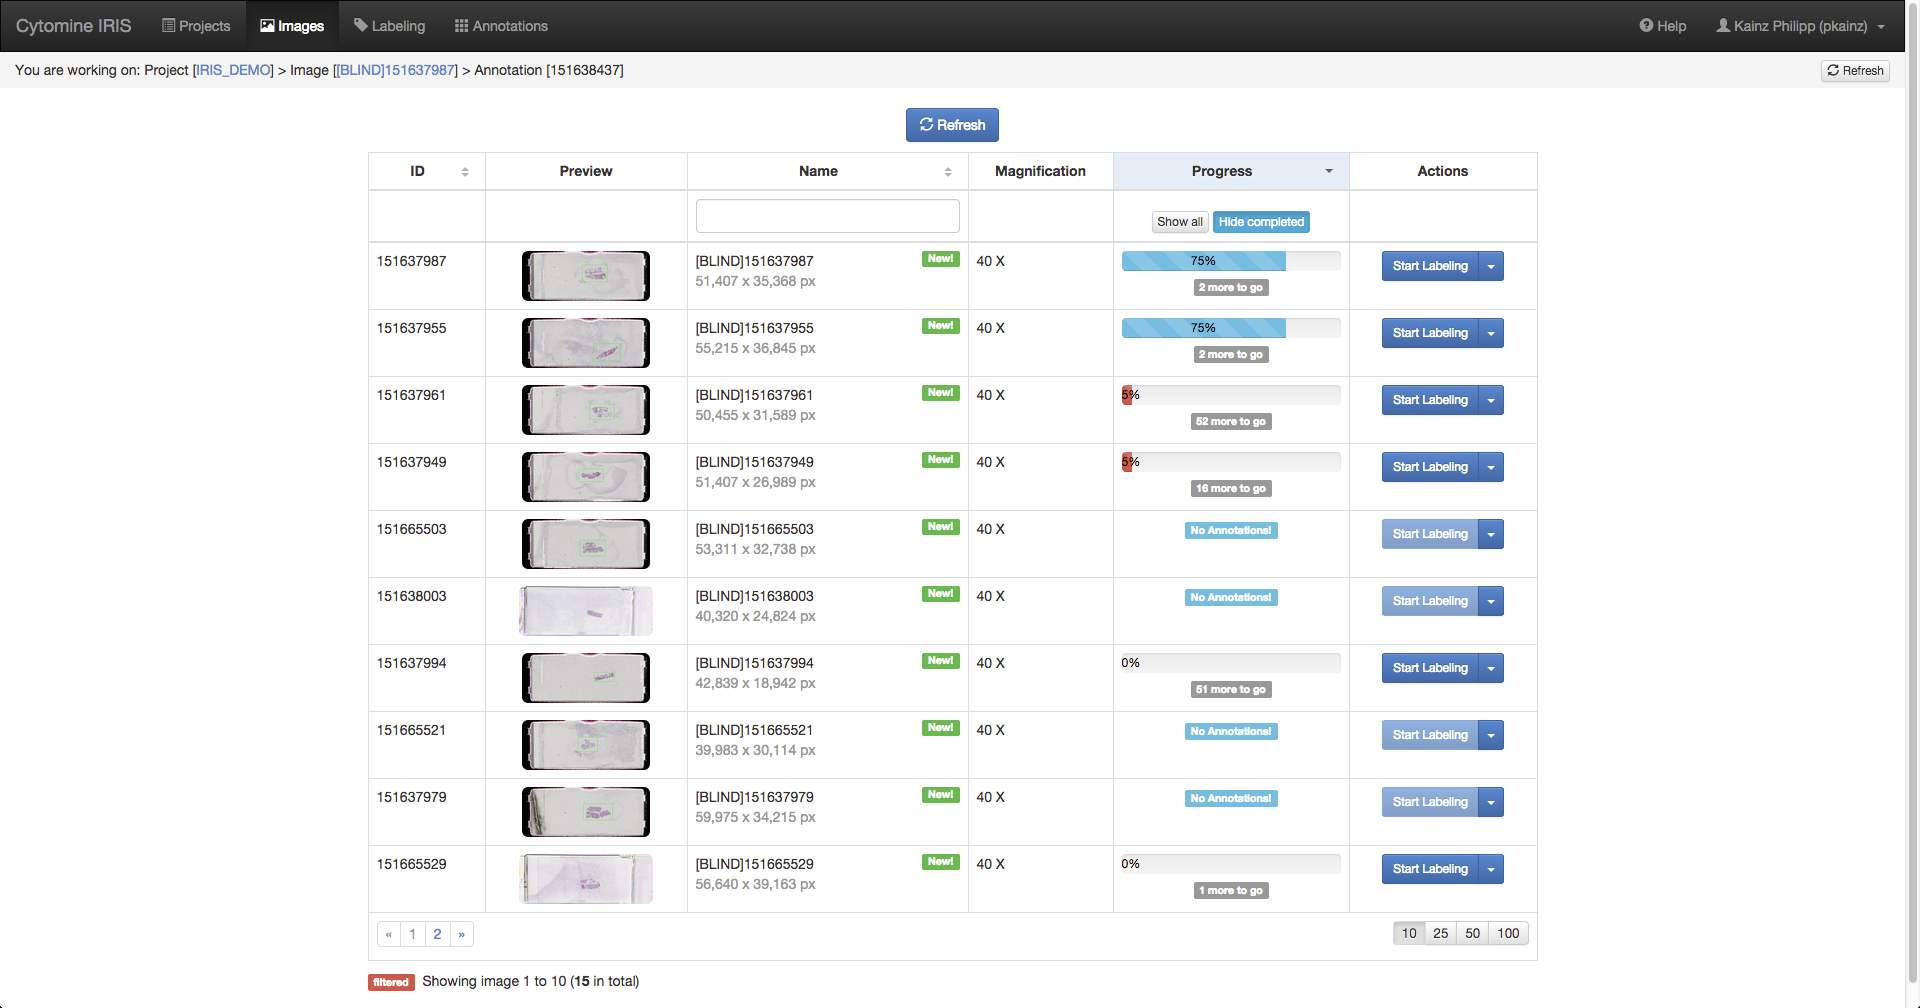 Cytomine IRIS Projects Images Labeling Annotations Help Kainz Philipp (pkainz)
You are working on: Project [IRIS_DEMO] > Image [[BLIND]151637987] > Annotation [151638437] Refresh
Refresh
ID Preview Name Magnification Progress Actions
Show all Hide completed
151637987 [BLIND]151637987 New! 40 X 75% Start Labeling
51,407 x 35,368 px 2 more to go
151637955 [BLIND]151637955 New! 40 X 75% Start Labeling
55,215 x 36,845 px 2 more to go
151637961 [BLIND]151637961 New! 40 X 5% Start Labeling
50,455 x 31,589 px 52 more to go
151637949 [BLIND]151637949 New! 40 X 5% Start Labeling
51,407 x 26,989 px 16 more to go
151665503 [BLIND]151665503 New! 40 X No Annotations! Start Labeling
53,311 x 32,738 px
151638003 [BLIND]151638003 New! 40 X No Annotations! Start Labeling
40,320 x 24,824 px
151637994 [BLIND]151637994 New! 40 X 0% Start Labeling
42,839 x 18,942 px 51 more to go
151665521 [BLIND]151665521 New! 40 X No Annotations! Start Labeling
39,983 x 30,114 px
151637979 [BLIND]151637979 New! 40 X No Annotations! Start Labeling
59,975 x 34,215 px
151665529 [BLIND]151665529 New! 40 X 0% Start Labeling
56,640 x 39,163 px 1 more to go
« 1 2 » 10 25 50 100
filtered Showing image 1 to 10 (15 in total)